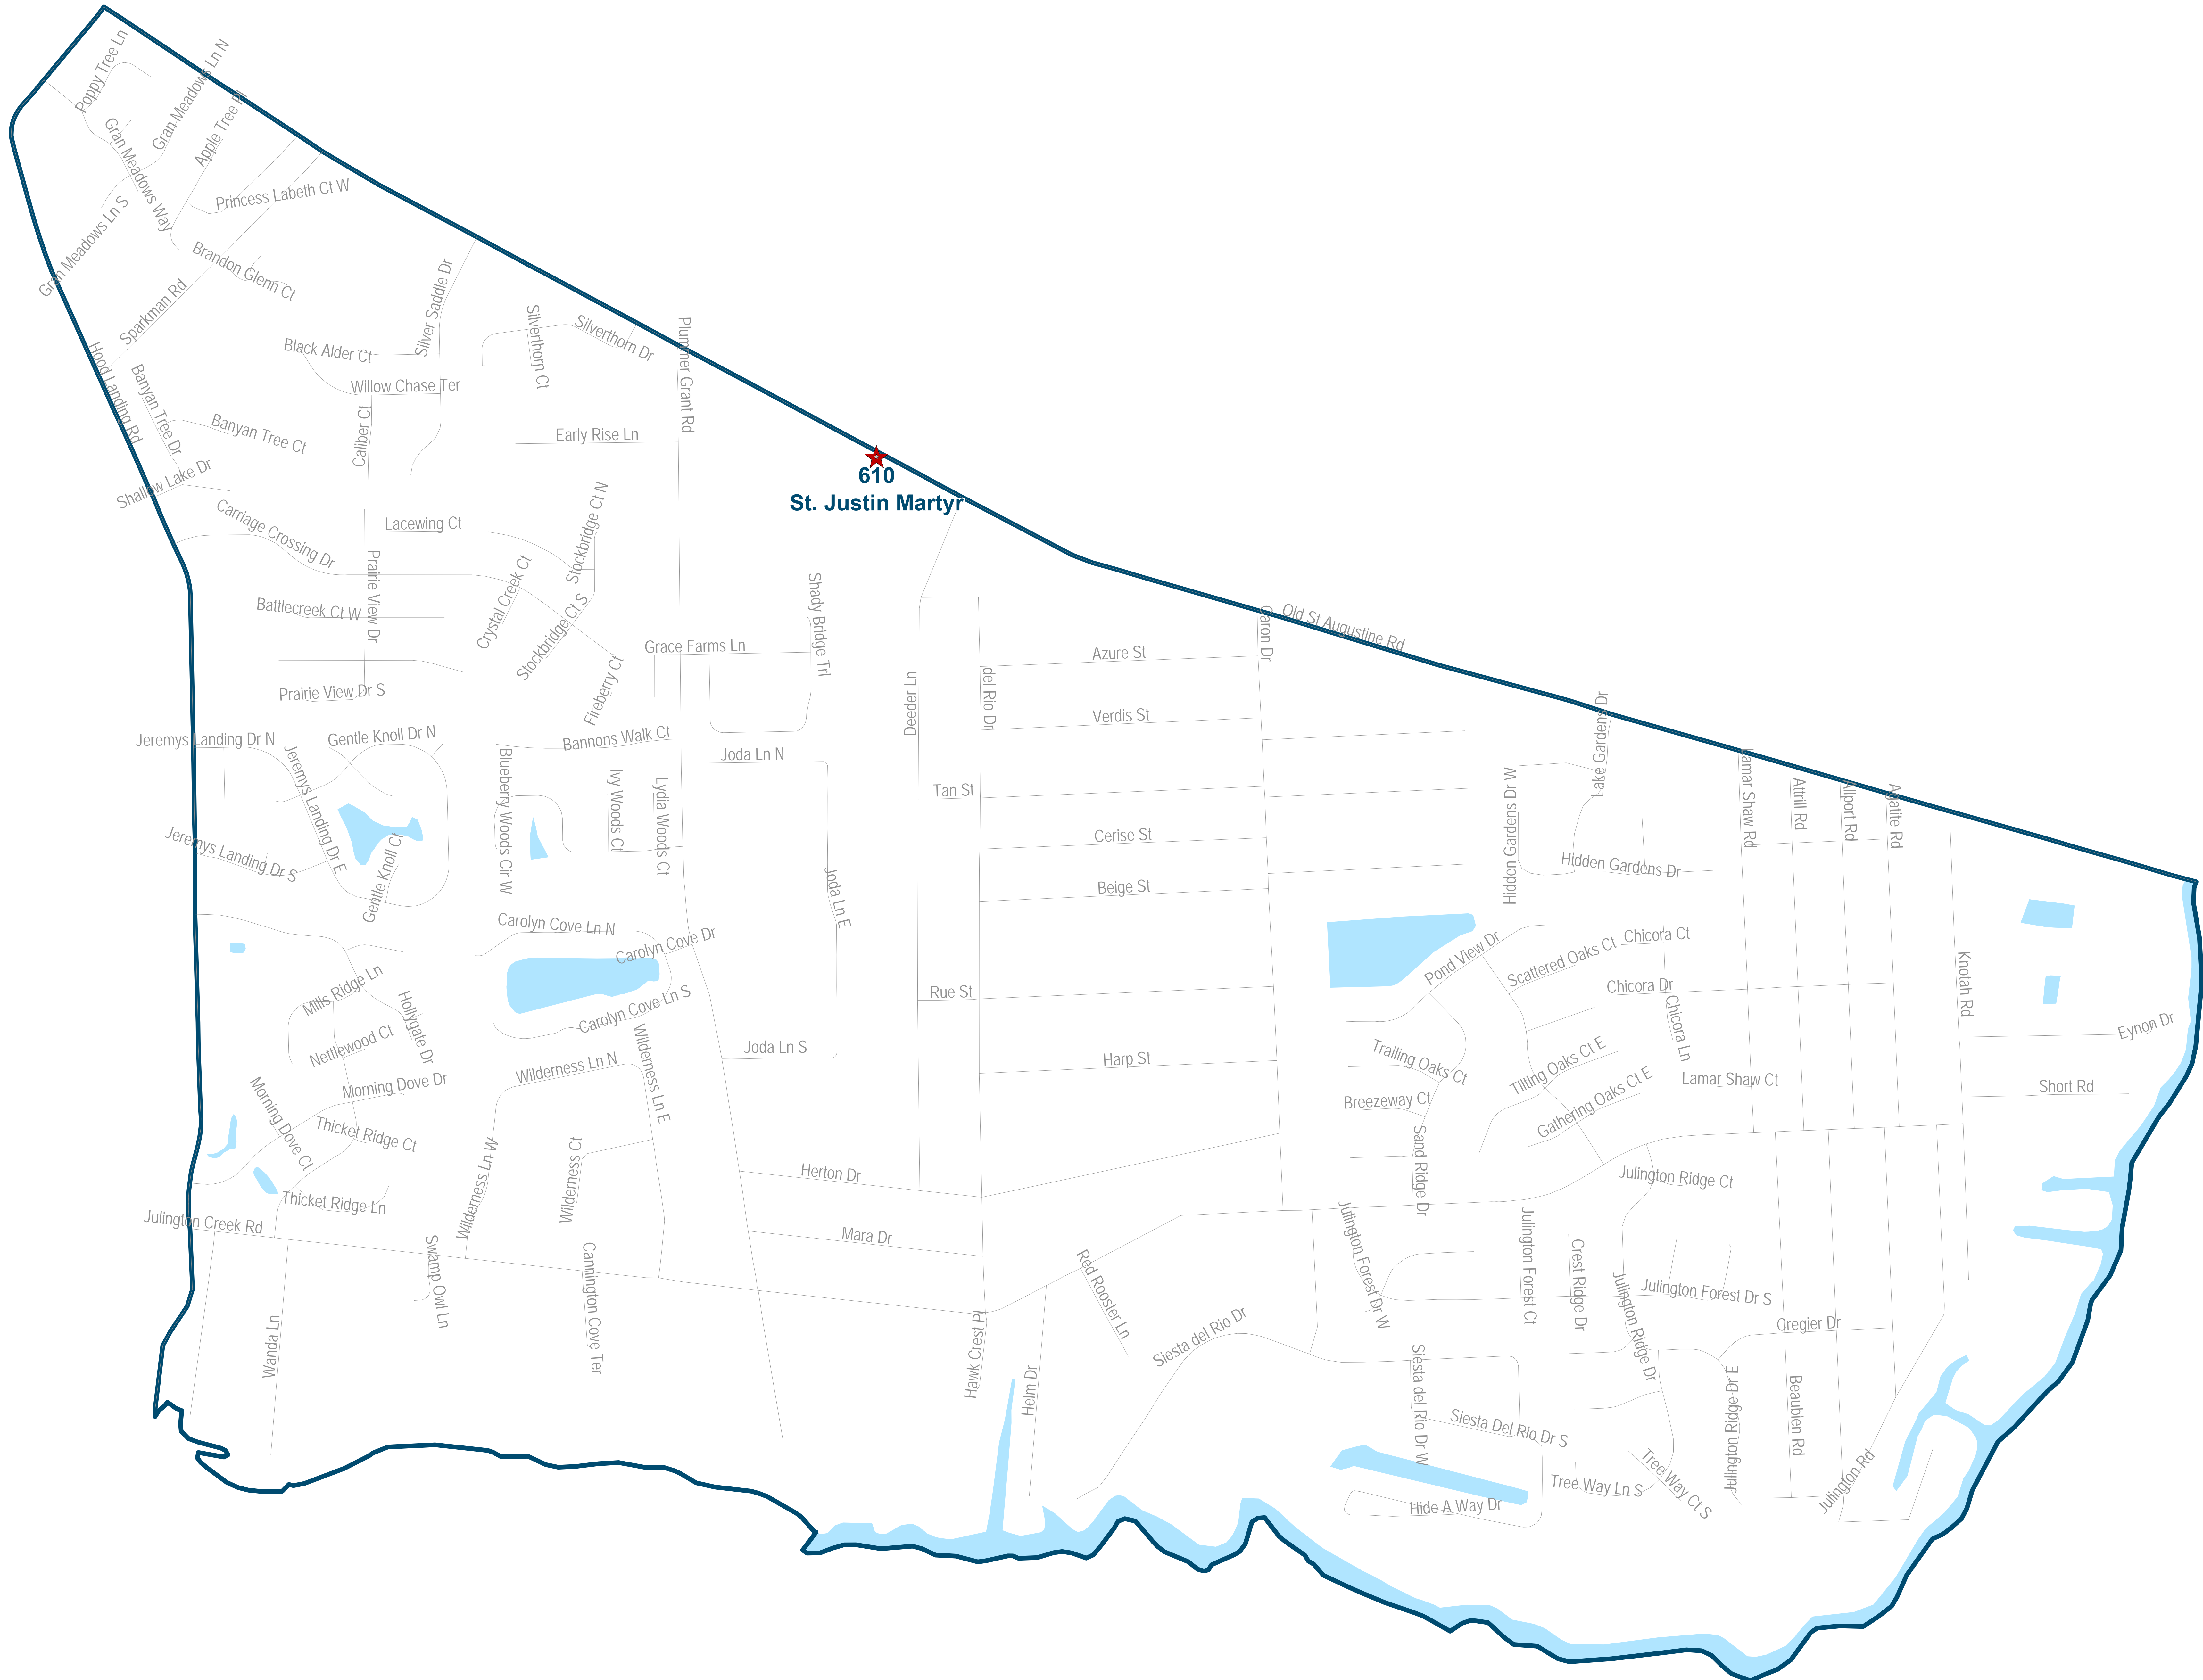 Poppy Tree Ln
Gran Meadows Ln N
Apple Tree Pl
Gran Meadows Way
Princess Labeth Ct W
Gran Meadows Ln S
Brandon Glenn Ct
Sparkman Rd
Silver Saddle Dr
Silverthorn Ct
Silverthorn Dr
Plummer Grant Rd
Hood Landing Rd
Black Alder Ct
Banyan Tree Dr
Willow Chase Ter
Banyan Tree Ct
Caliber Ct
Early Rise Ln
610
St. Justin Martyr
Shallow Lake Dr
Carriage Crossing Dr
Lacewing Ct
Stockbridge Ct N
Prairie View Dr
Crystal Creek Ct
Shady Bridge Trl
Battlecreek Ct W
Stockbridge Ct S
Old St Augustine Rd
Caron Dr
Grace Farms Ln
Azure St
Fireberry Ct
Deeder Ln
del Rio Dr
Prairie View Dr S
Verdis St
Lake Gardens Dr
Jeremys Landing Dr N
Gentle Knoll Dr N
Bannons Walk Ct
Joda Ln N
Jeremys Landing Dr E
Blueberry Woods Cir W
Ivy Woods Ct
Lydia Woods Ct
Tan St
Hidden Gardens Dr W
Lamar Shaw Rd
Attrill Rd
Allport Rd
Agaite Rd
Cerise St
Jeremys Landing Dr S
Gentle Knoll Ct
Hidden Gardens Dr
Joda Ln E
Beige St
Carolyn Cove Ln N
Carolyn Cove Dr
Chicora Ct
Pond View Dr
Scattered Oaks Ct
Knotah Rd
Mills Ridge Ln
Hollygate Dr
Carolyn Cove Ln S
Rue St
Chicora Dr
Chicora Ln
Eynon Dr
Nettlewood Ct
Wilderness Ln E
Joda Ln S
Wilderness Ln N
Harp St
Trailing Oaks Ct
Tilting Oaks Ct E
Lamar Shaw Ct
Short Rd
Morning Dove Dr
Morning Dove Ct
Breezeway Ct
Gathering Oaks Ct E
Thicket Ridge Ct
Wilderness Ln W
Wilderness Ct
Herton Dr
Sand Ridge Dr
Julington Ridge Ct
Thicket Ridge Ln
Julington Creek Rd
Mara Dr
Swamp Owl Ln
Cannington Cove Ter
Red Rooster Ln
Julington Forest Dr W
Julington Forest Ct
Crest Ridge Dr
Julington Ridge Dr
Julington Forest Dr S
Wanda Ln
Hawk Crest Pl
Siesta del Rio Dr
Cregier Dr
Helm Dr
Siesta del Rio Dr W
Julington Ridge Dr E
Beaubien Rd
Siesta Del Rio Dr S
Tree Way Ln S
Tree Way Ct S
Julington Rd
Hide A Way Dr